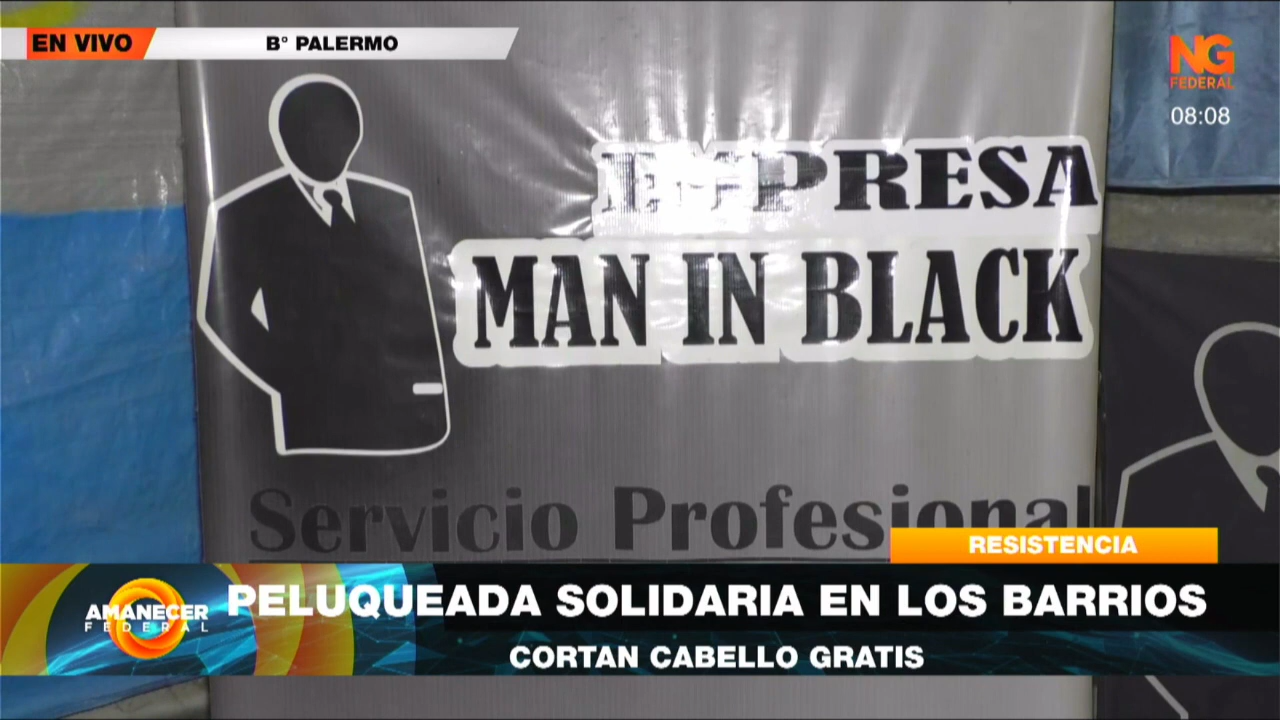 EN VIVO
B° PALERMO
NG
FEDERAL
08:08
EMPRESA
MAN IN BLACK
Servicio Profesional
RESISTENCIA
AMANECER
FEDERAL
PELUQUEADA SOLIDARIA EN LOS BARRIOS
CORTAN CABELLO GRATIS